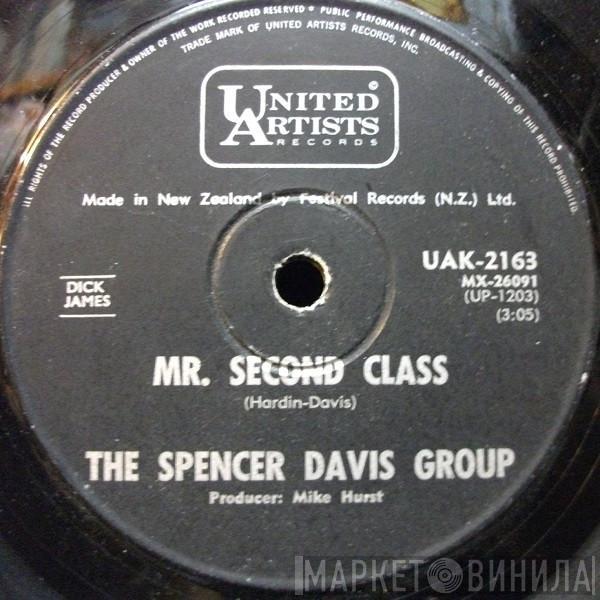 ALL RIGHTS OF THE RECORD PRODUCER & OWNER OF THE WORK RECORDED RESERVED * PUBLIC PERFORMANCE BROADCASTING & COPYING OF THIS RECORD PROHIBITED.
TRADE MARK OF UNITED ARTISTS RECORDS, INC.
©
UNITED
ARTISTS
RECORDS
Made in New Zealand by Festival Records (N.Z.) Ltd.
UAK-2163
MX-26091
(UP-1203)
(3:05)
DICK
JAMES
MR. SECOND CLASS
(Hardin-Davis)
THE SPENCER DAVIS GROUP
Producer: Mike Hurst
МАРКЕТ ВИНИЛА